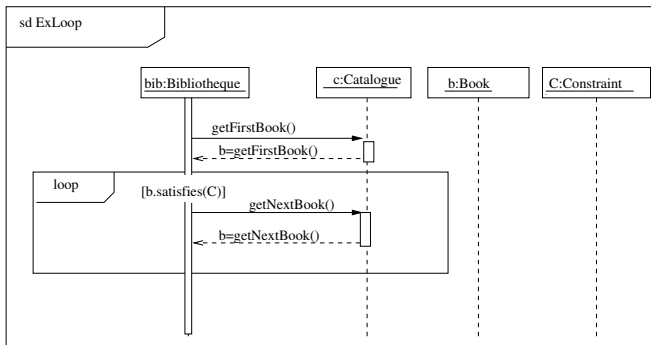 sd ExLoop
bib:Bibliotheque
c:Catalogue
b:Book
C:Constraint
getFirstBook()
b=getFirstBook()
loop
[b.satisfies(C)]
getNextBook()
b=getNextBook()